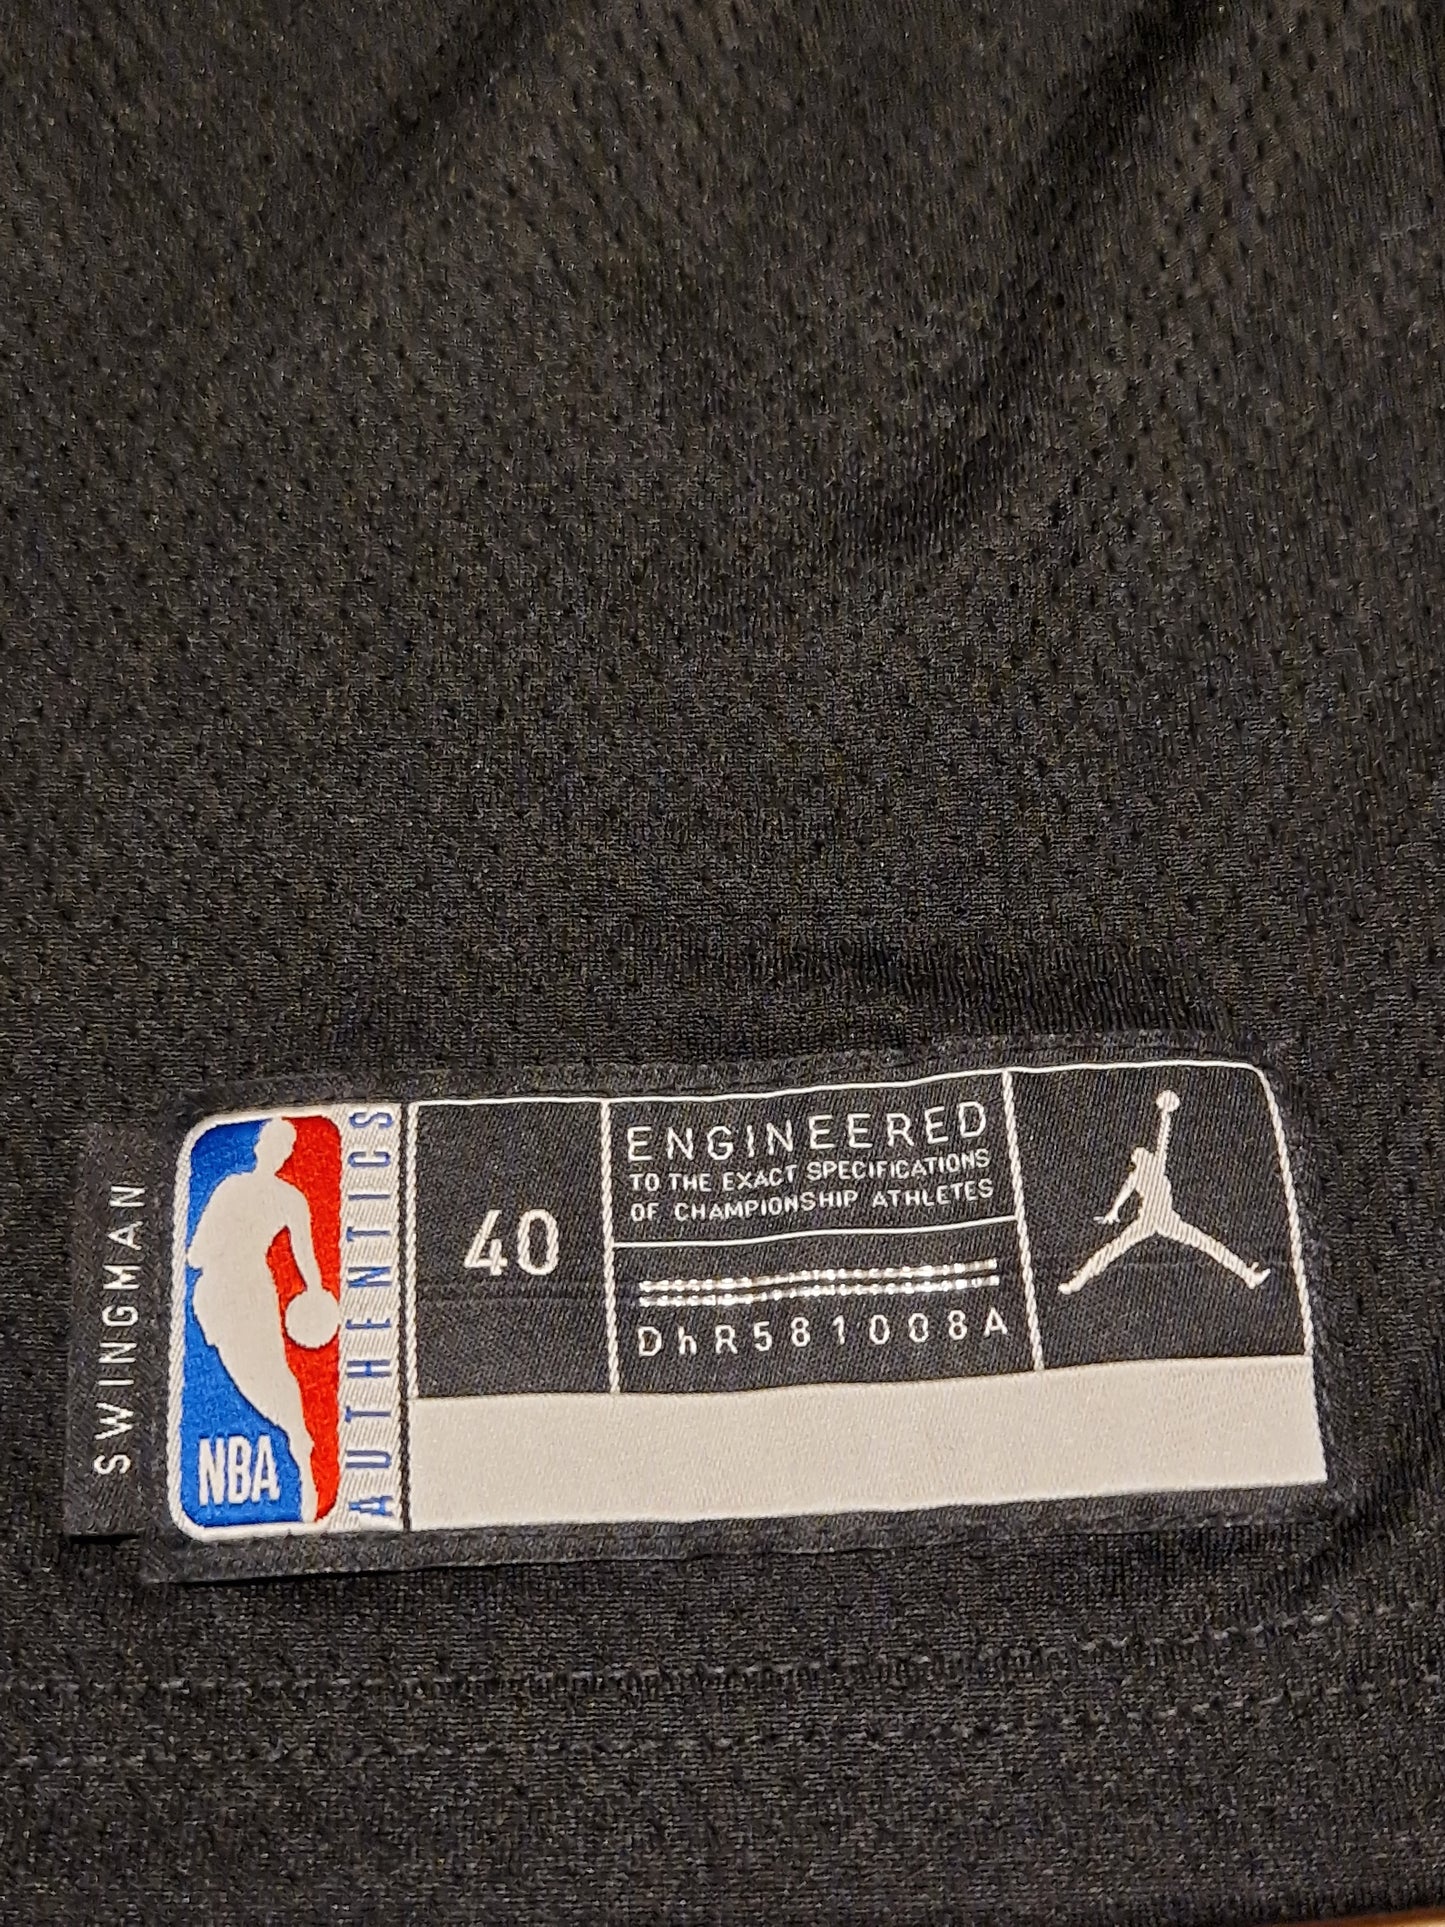 SWINGMAN
NBA
AUTHENTICS
40
ENGINEERED
TO THE EXACT SPECIFICATIONS
OF CHAMPIONSHIP ATHLETES
DhR581008A